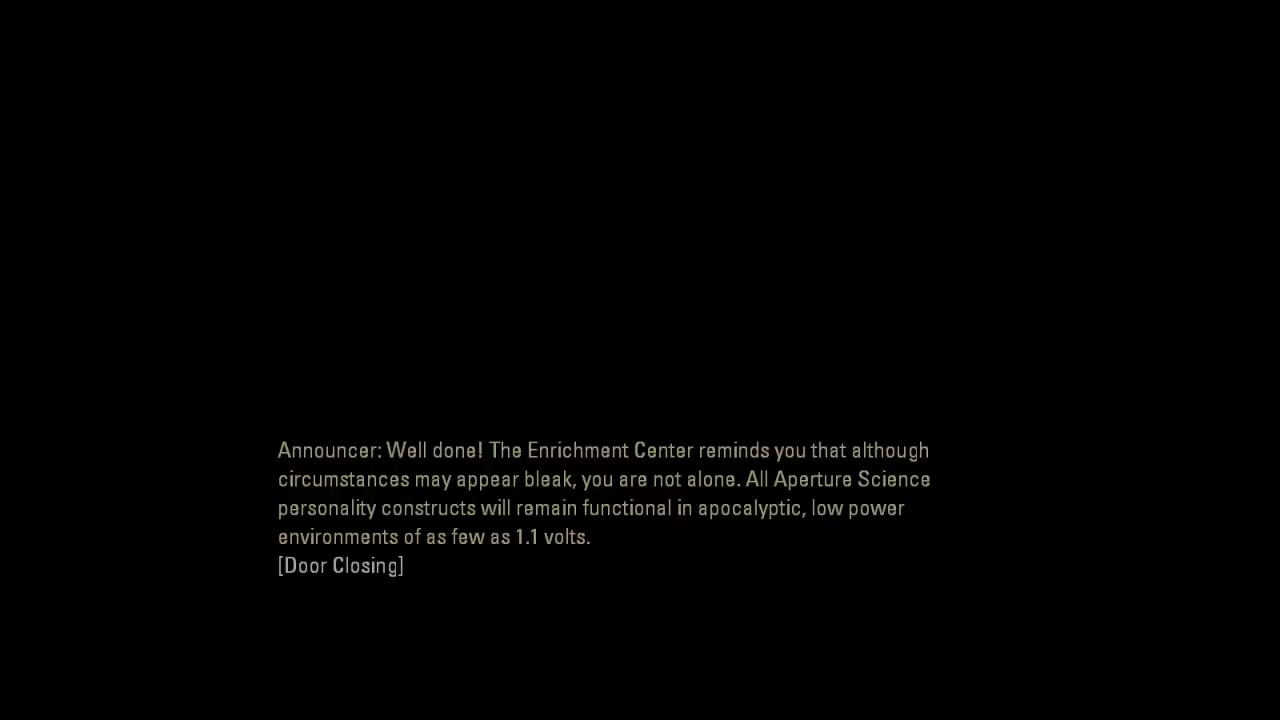 Announcer: Well done! The Enrichment Center reminds you that although
circumstances may appear bleak, you are not alone. All Aperture Science
personality constructs will remain functional in apocalyptic, low power
environments of as few as 1.1 volts.
[Door Closing]